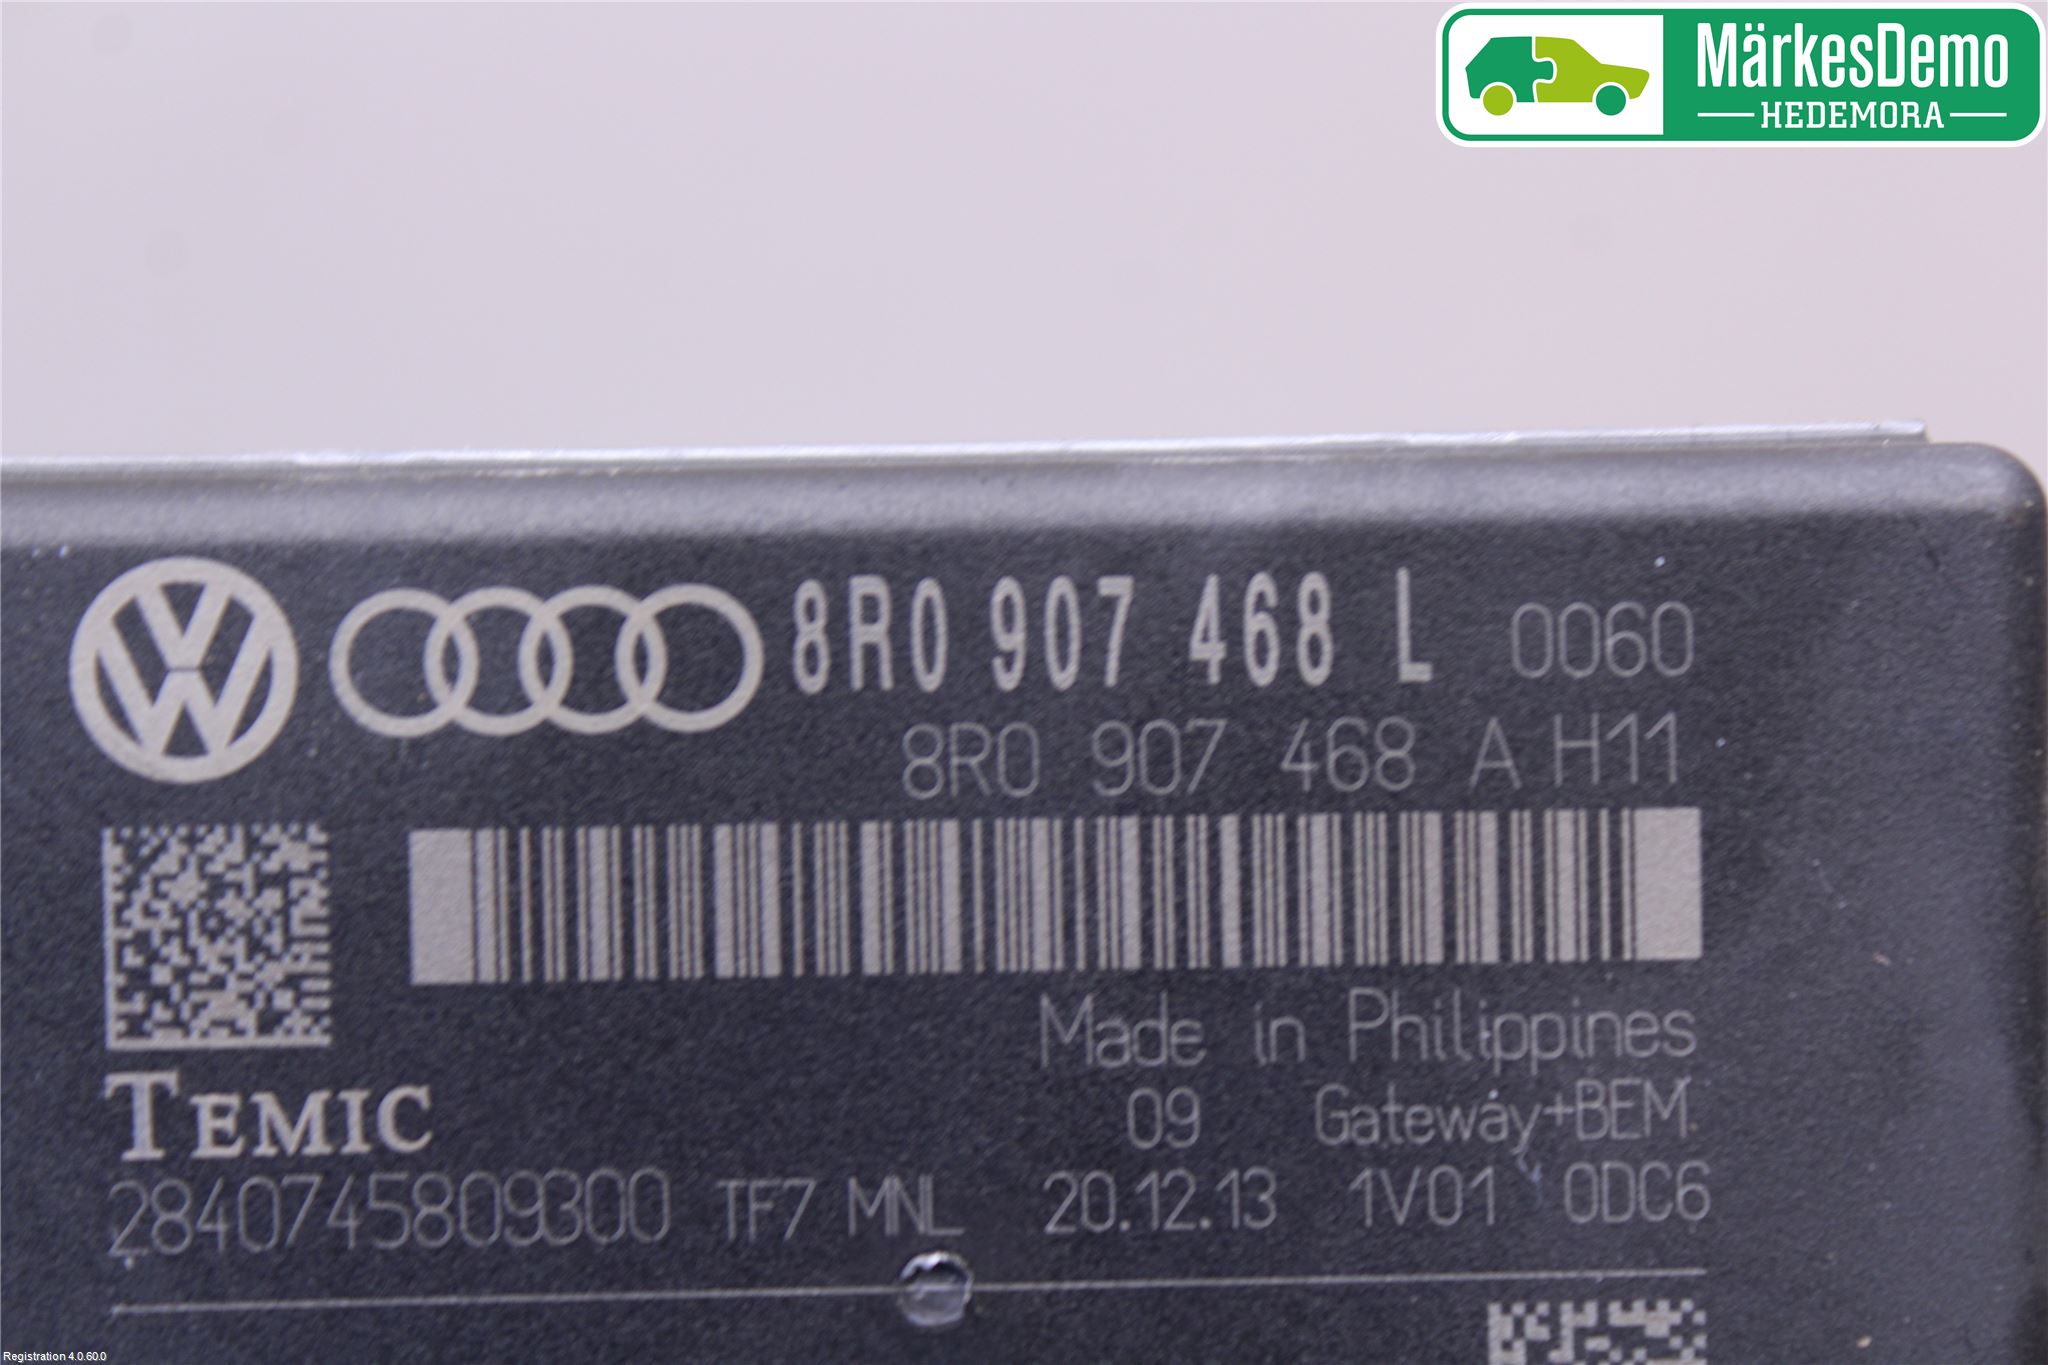 MärkesDemo
HEDEMORA
8R0 907 468 L 0060
8R0 907 468 A H11
Made in Philippines
TEMIC
09 Gateway+BEM
2840745809300 TF7 MNL 20.12.13 1V01 0DC6
Registration 4.0.60.0